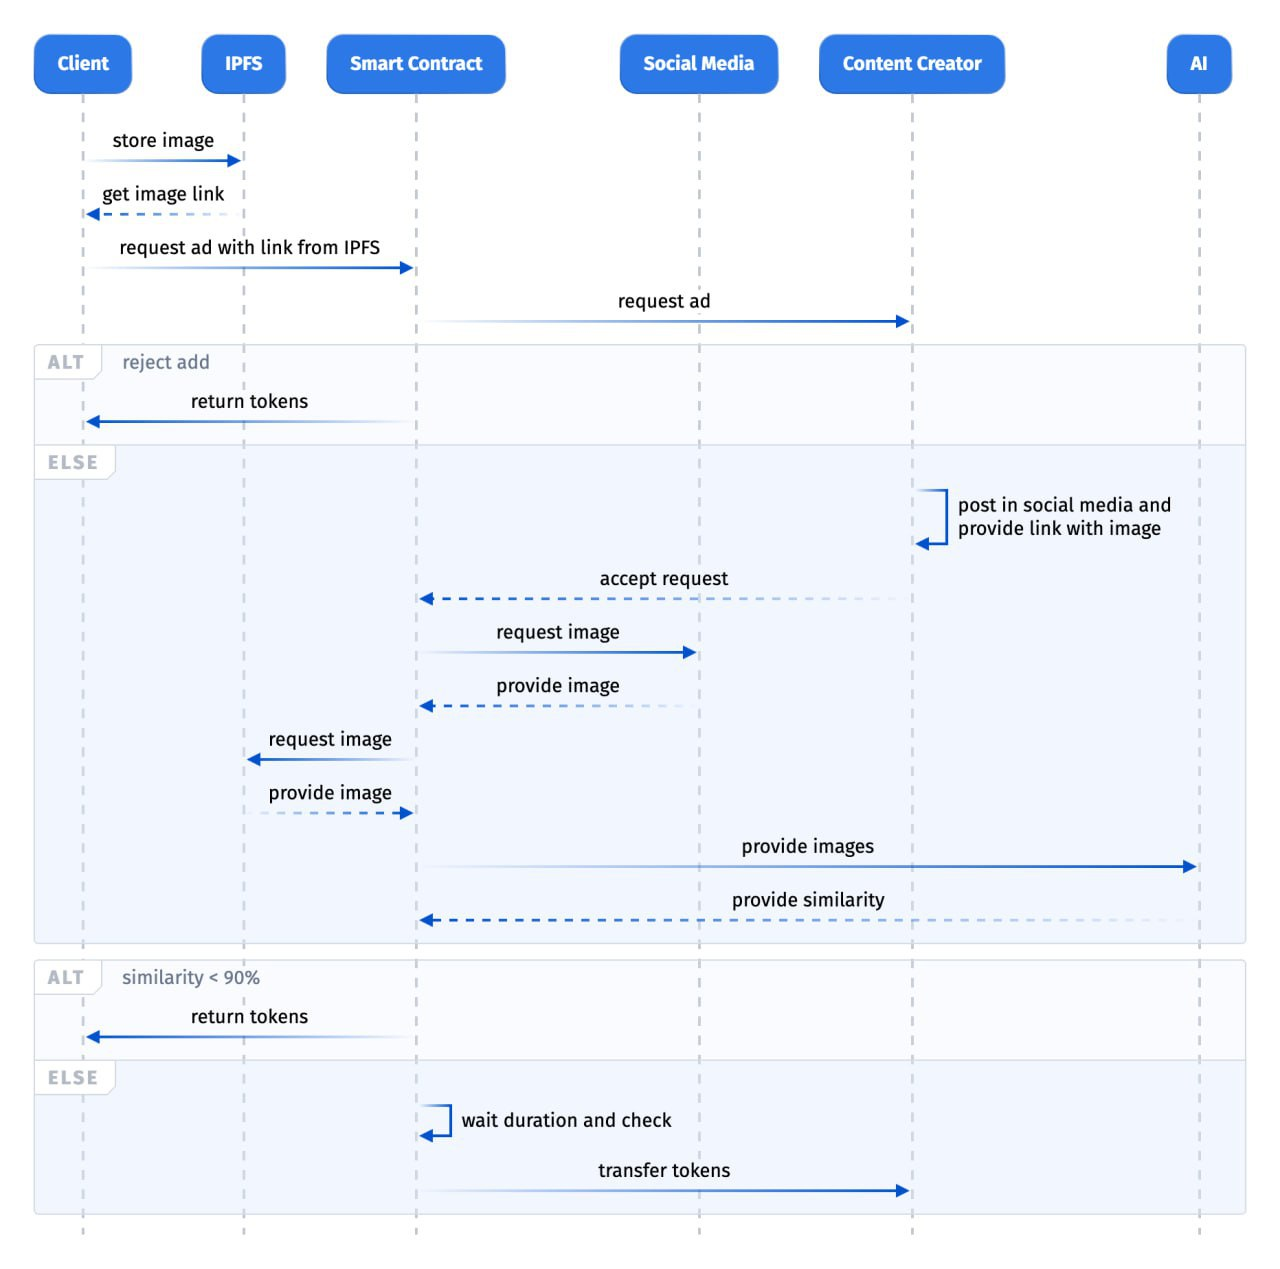 Client
IPFS
Smart Contract
Social Media
Content Creator
AI
store image
get image link
request ad with link from IPFS
request ad
ALT
reject add
return tokens
ELSE
post in social media and
provide link with image
accept request
request image
provide image
request image
provide image
provide images
provide similarity
ALT
similarity < 90%
return tokens
ELSE
wait duration and check
transfer tokens